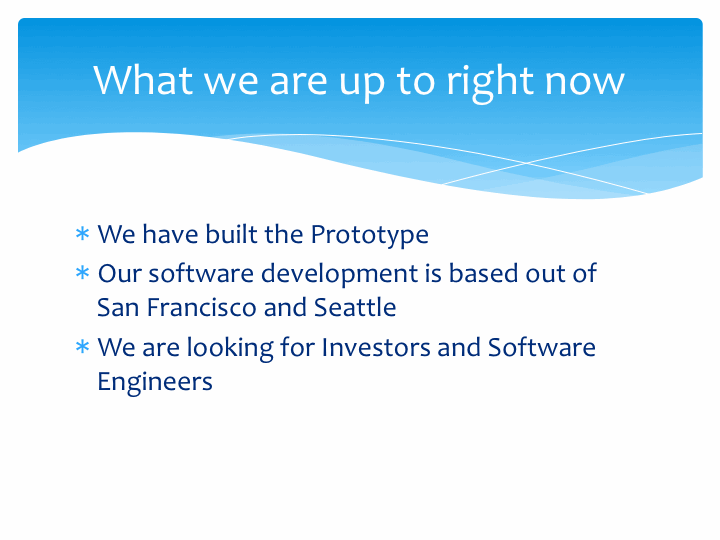 What we are up to right now
* We have built the Prototype
* Our software development is based out of
San Francisco and Seattle
* We are looking for Investors and Software
Engineers